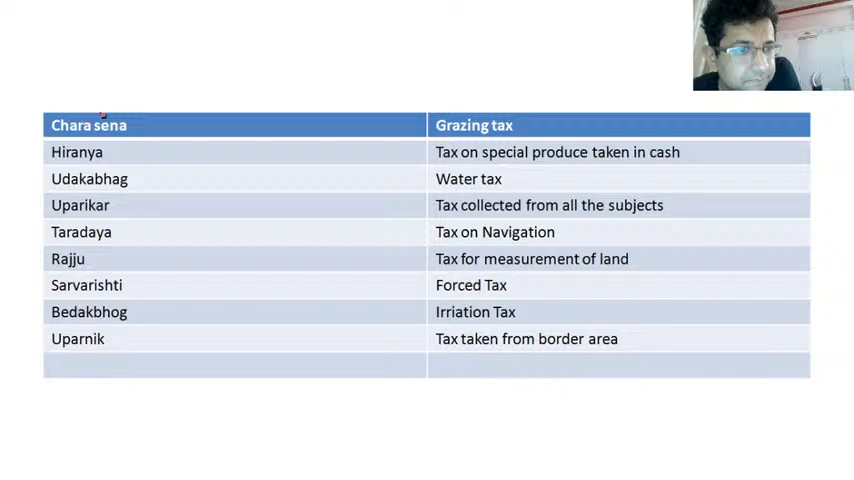 Chara sena Grazing tax
Hiranya Tax on special produce taken in cash
Udakabhag Water tax
Uparikar Tax collected from all the subjects
Taradaya Tax on Navigation
Rajju Tax for measurement of land
Sarvarishti Forced Tax
Bedakbhog Irriation Tax
Uparnik Tax taken from border area